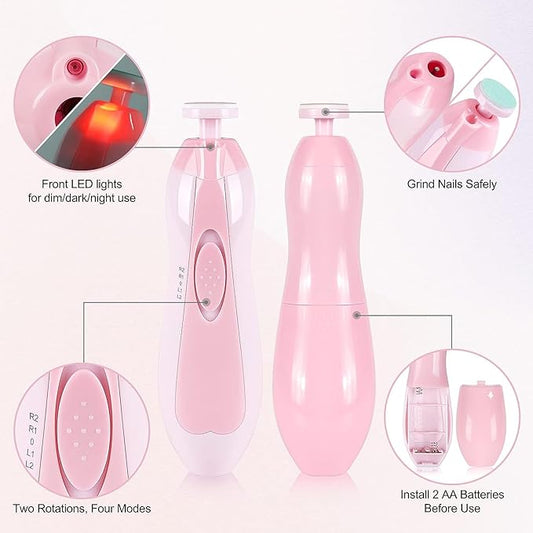 Front LED lights
for dim/dark/night use
Grind Nails Safely
R2
R1
0
L1
L2
R2
R1
0
L1
L2
Two Rotations, Four Modes
Install 2 AA Batteries
Before Use